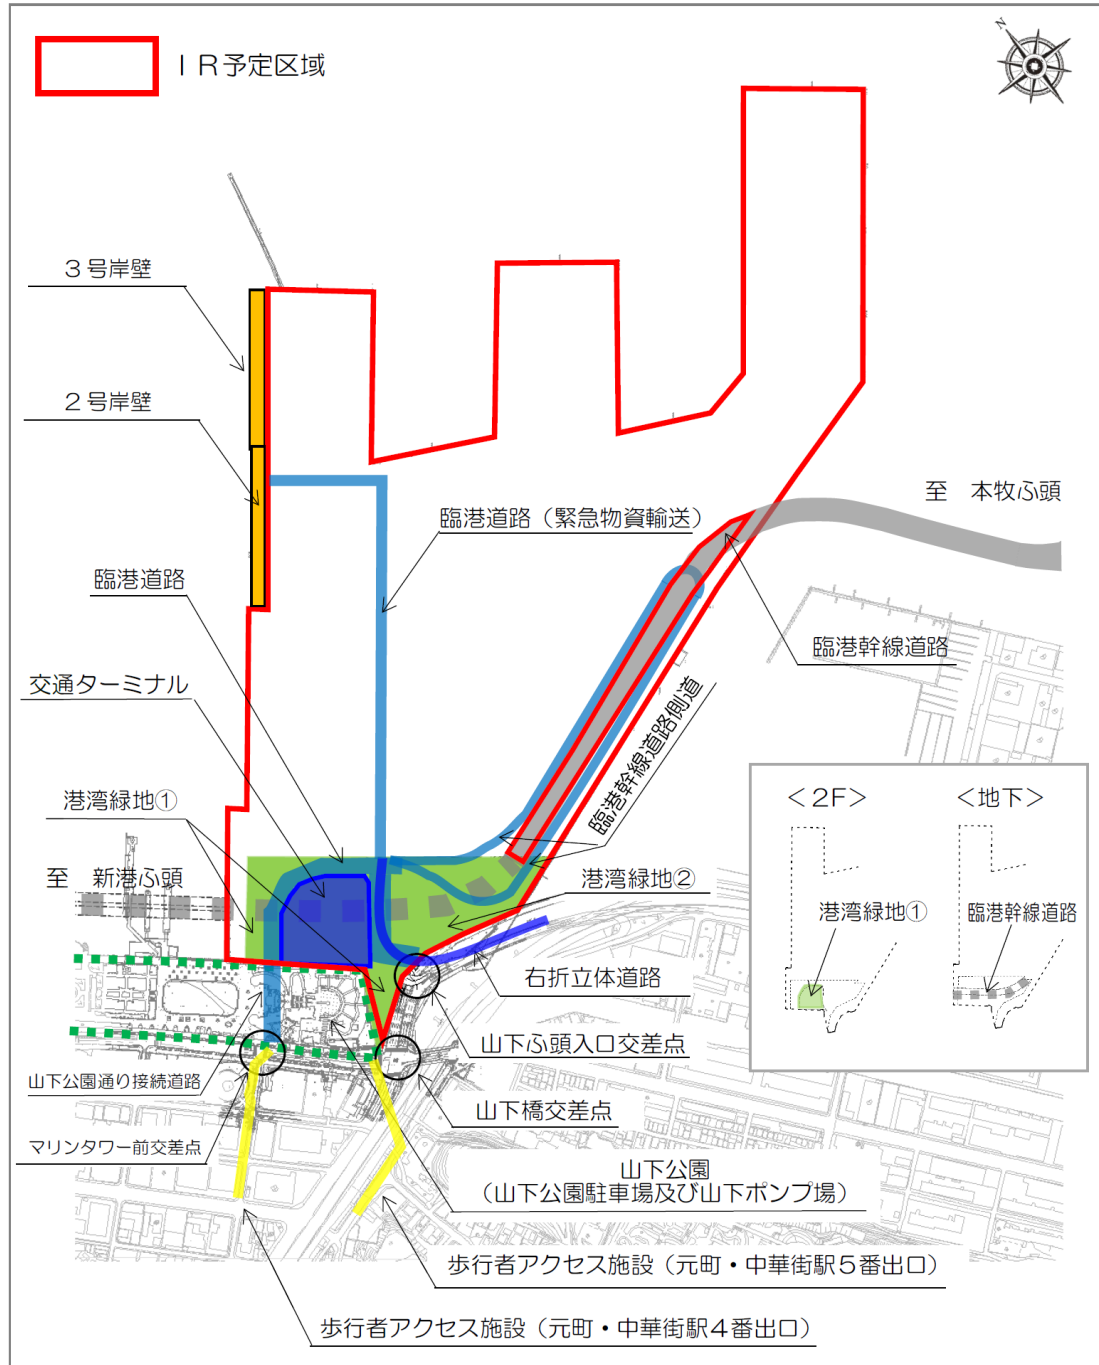 N
ＩＲ予定区域
３号岸壁
２号岸壁
至　本牧ふ頭
臨港道路（緊急物資輸送）
臨港道路
臨港幹線道路
交通ターミナル
臨港幹線道路側道
港湾緑地①
＜２Ｆ＞
＜地下＞
至　新港ふ頭
港湾緑地②
港湾緑地①
臨港幹線道路
右折立体道路
山下ふ頭入口交差点
山下公園通り接続道路
山下橋交差点
マリンタワー前交差点
山下公園
（山下公園駐車場及び山下ポンプ場）
歩行者アクセス施設（元町・中華街駅５番出口）
歩行者アクセス施設（元町・中華街駅４番出口）